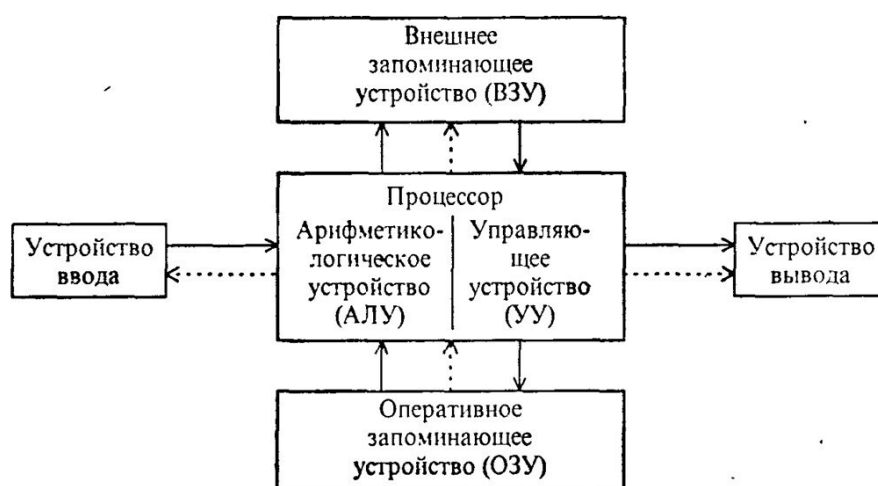 Внешнее
запоминающее
устройство (ВЗУ)
Процессор
Арифметико-
логическое
устройство
(АЛУ)
Управляю-
щее
устройство
(УУ)
Устройство
ввода
Устройство
вывода
Оперативное
запоминающее
устройство (ОЗУ)